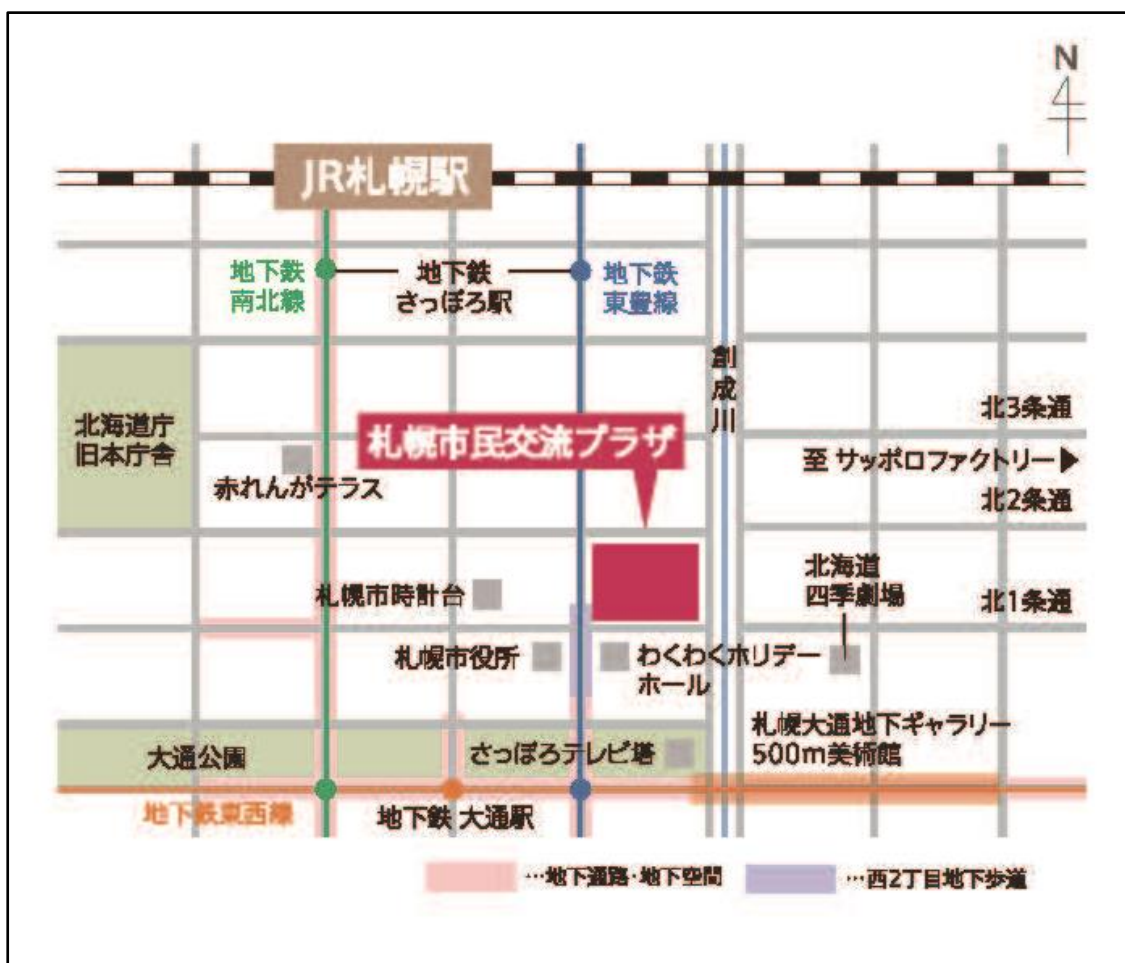 N
JR札幌駅
地下鉄
南北線
地下鉄
さっぽろ駅
地下鉄
東豊線
創成川
北海道庁
旧本庁舎
北3条通
札幌市民交流プラザ
赤れんがテラス
至 サッポロファクトリー▶
北2条通
北海道
四季劇場
札幌市時計台
北1条通
札幌市役所
わくわくホリデー
ホール
札幌大通地下ギャラリー
500m美術館
大通公園
さっぽろテレビ塔
地下鉄東西線
地下鉄 大通駅
…地下通路・地下空間
…西2丁目地下歩道